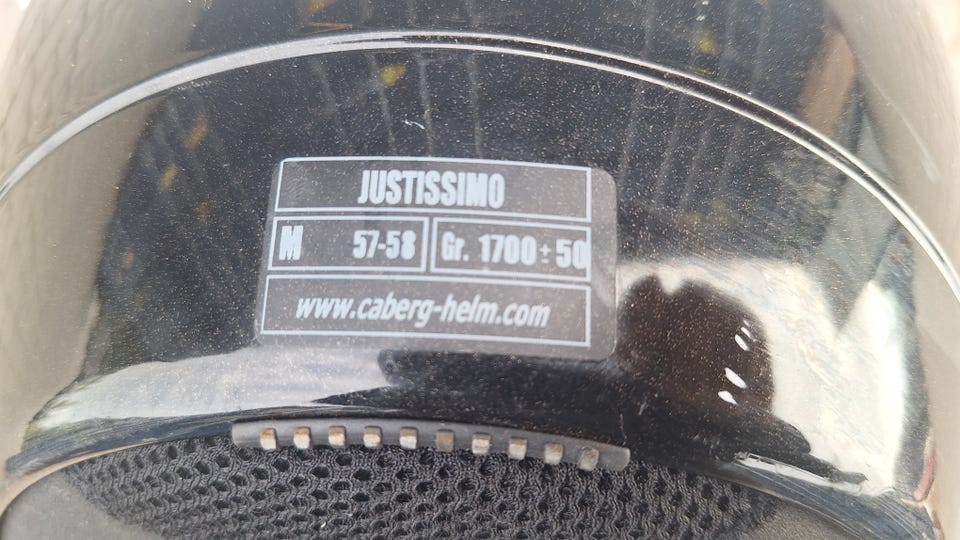 JUSTISSIMO
M 57-58 Gr. 1700 ± 50
www.caberg-helm.com